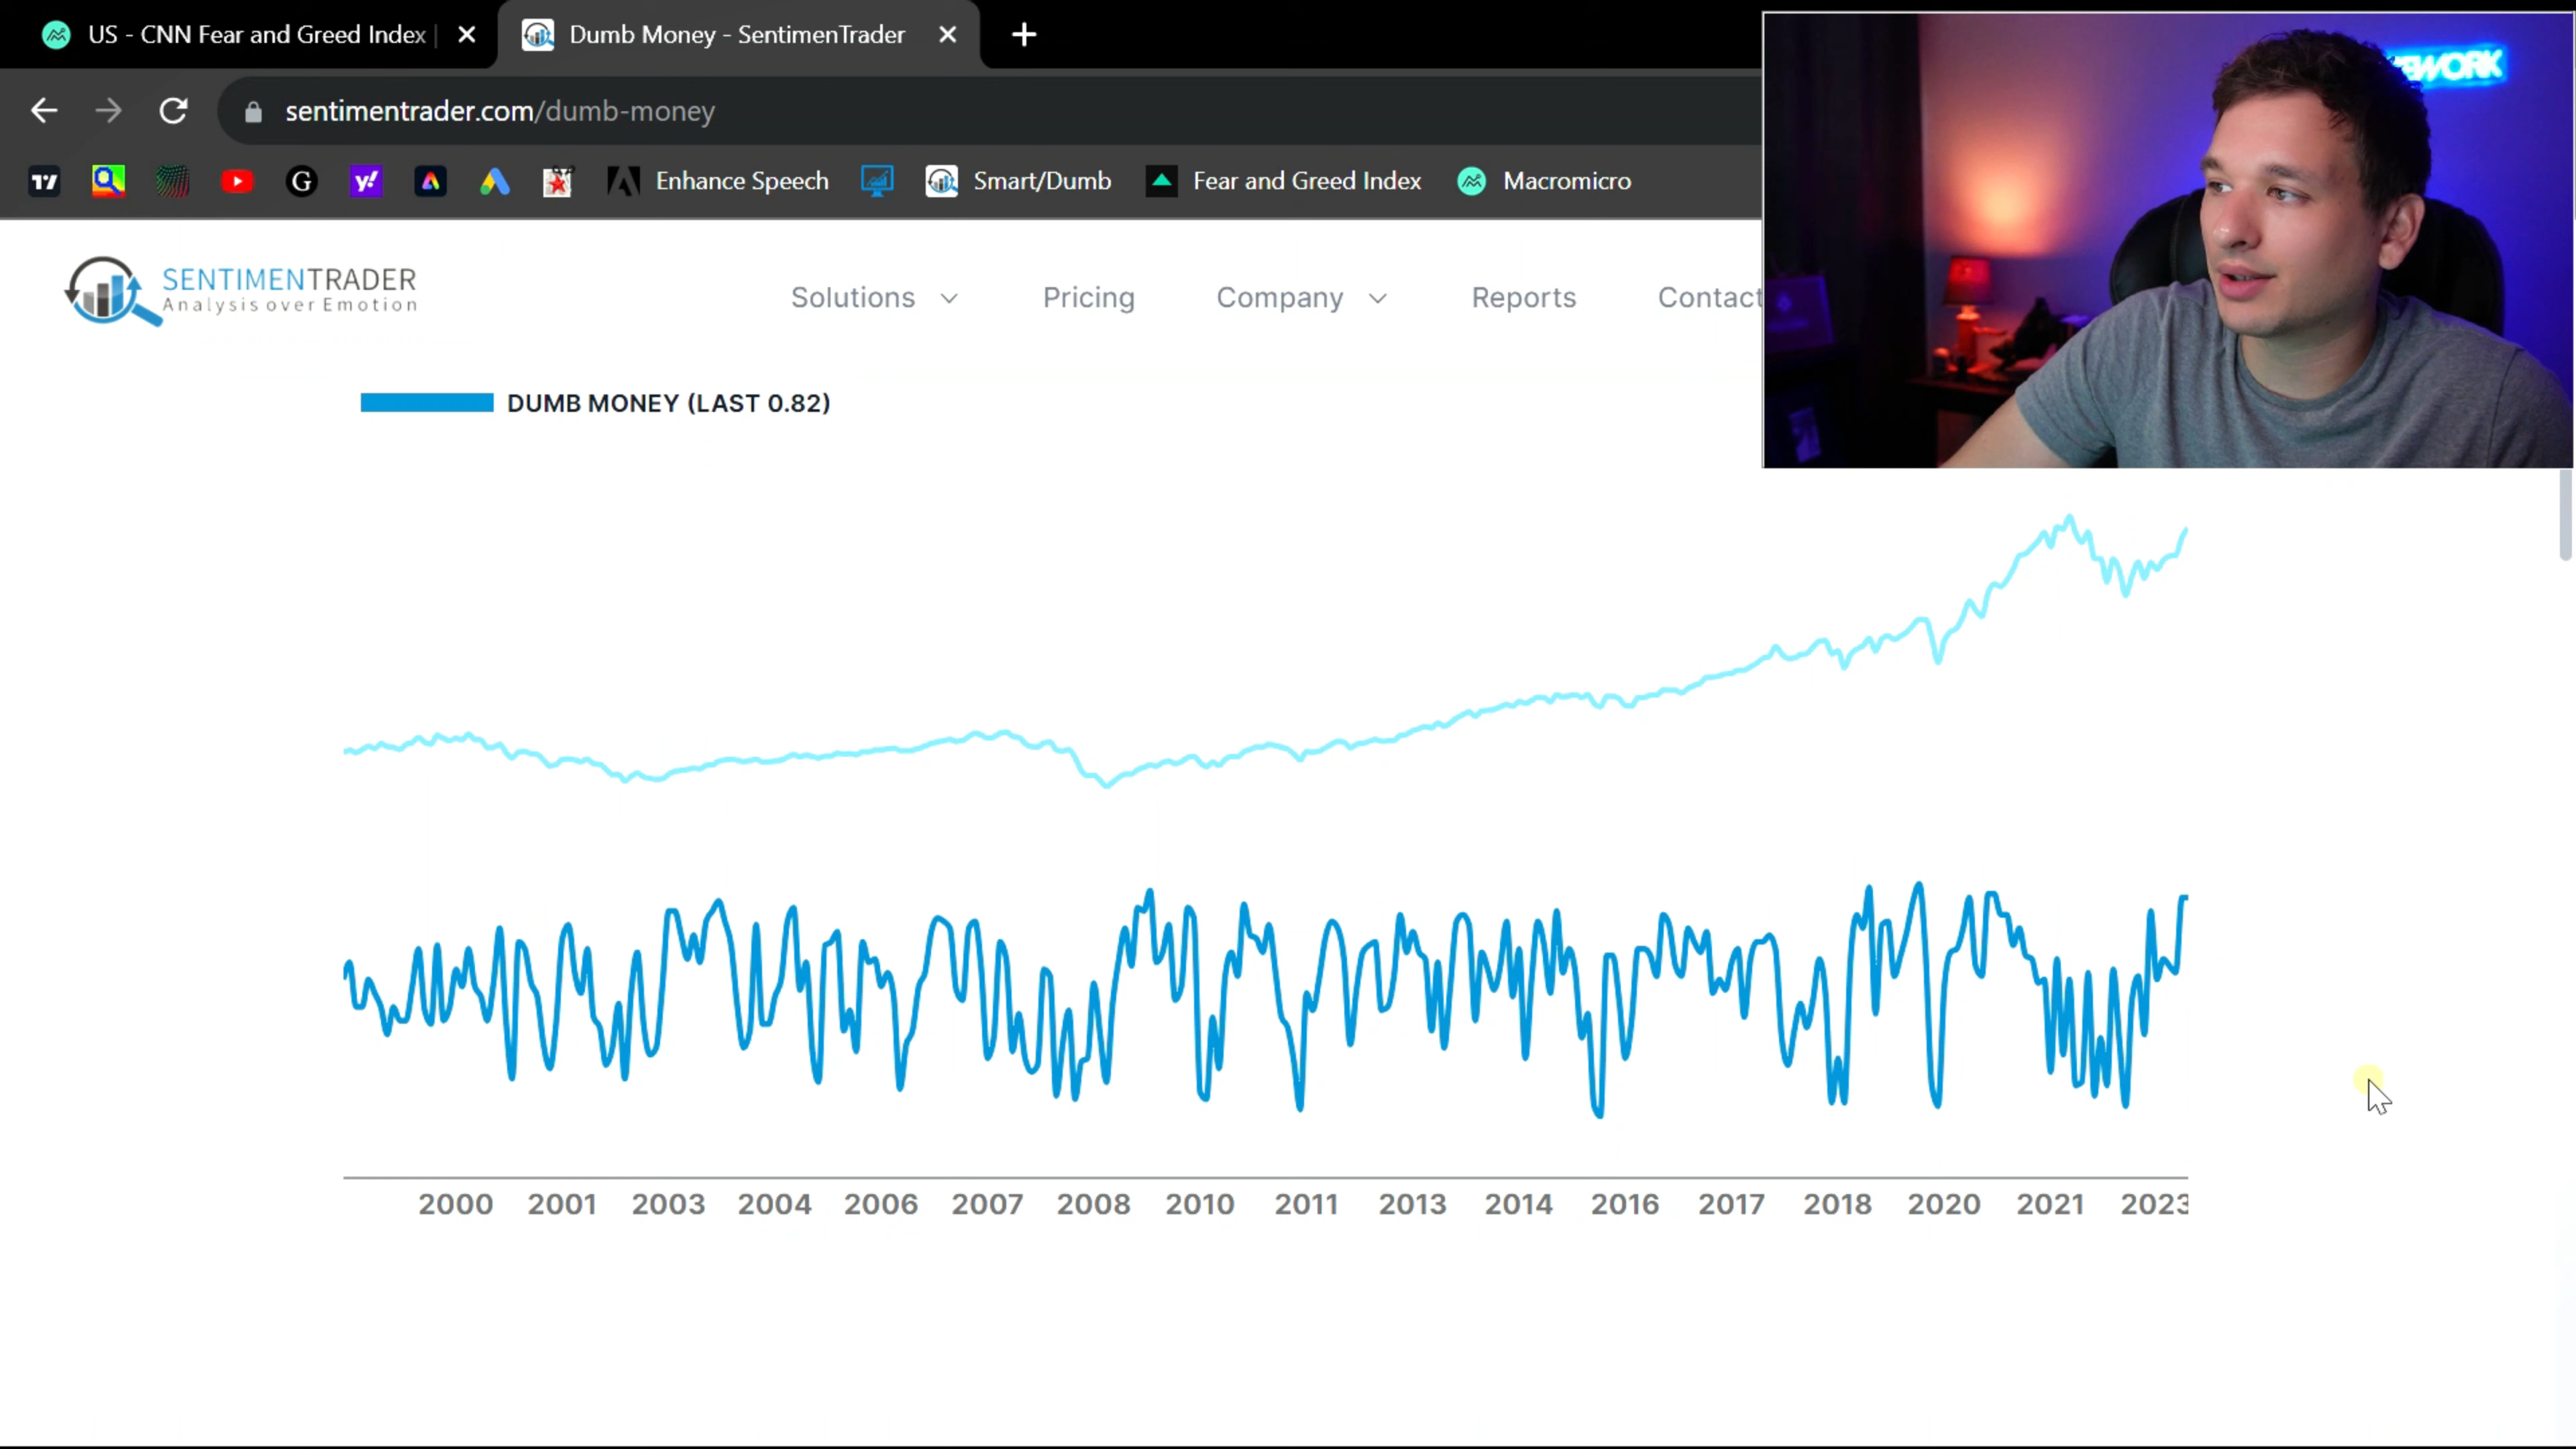 US - CNN Fear and Greed Index
Dumb Money - SentimenTrader
sentimentrader.com/dumb-money
Enhance Speech
Smart/Dumb
Fear and Greed Index
Macromicro
SENTIMENTRADER
Analysis over Emotion
Solutions
Pricing
Company
Reports
Contact
DUMB MONEY (LAST 0.82)
2000 2001 2003 2004 2006 2007 2008 2010 2011 2013 2014 2016 2017 2018 2020 2021 2023